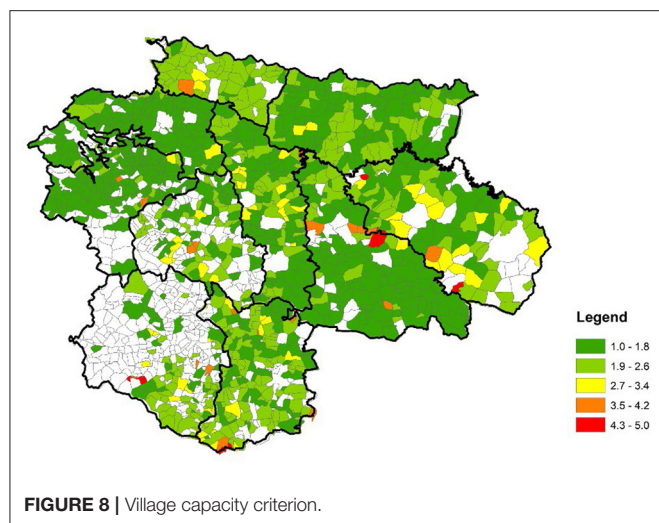 Legend
1.0 - 1.8
1.9 - 2.6
2.7 - 3.4
3.5 - 4.2
4.3 - 5.0
FIGURE 8 | Village capacity criterion.